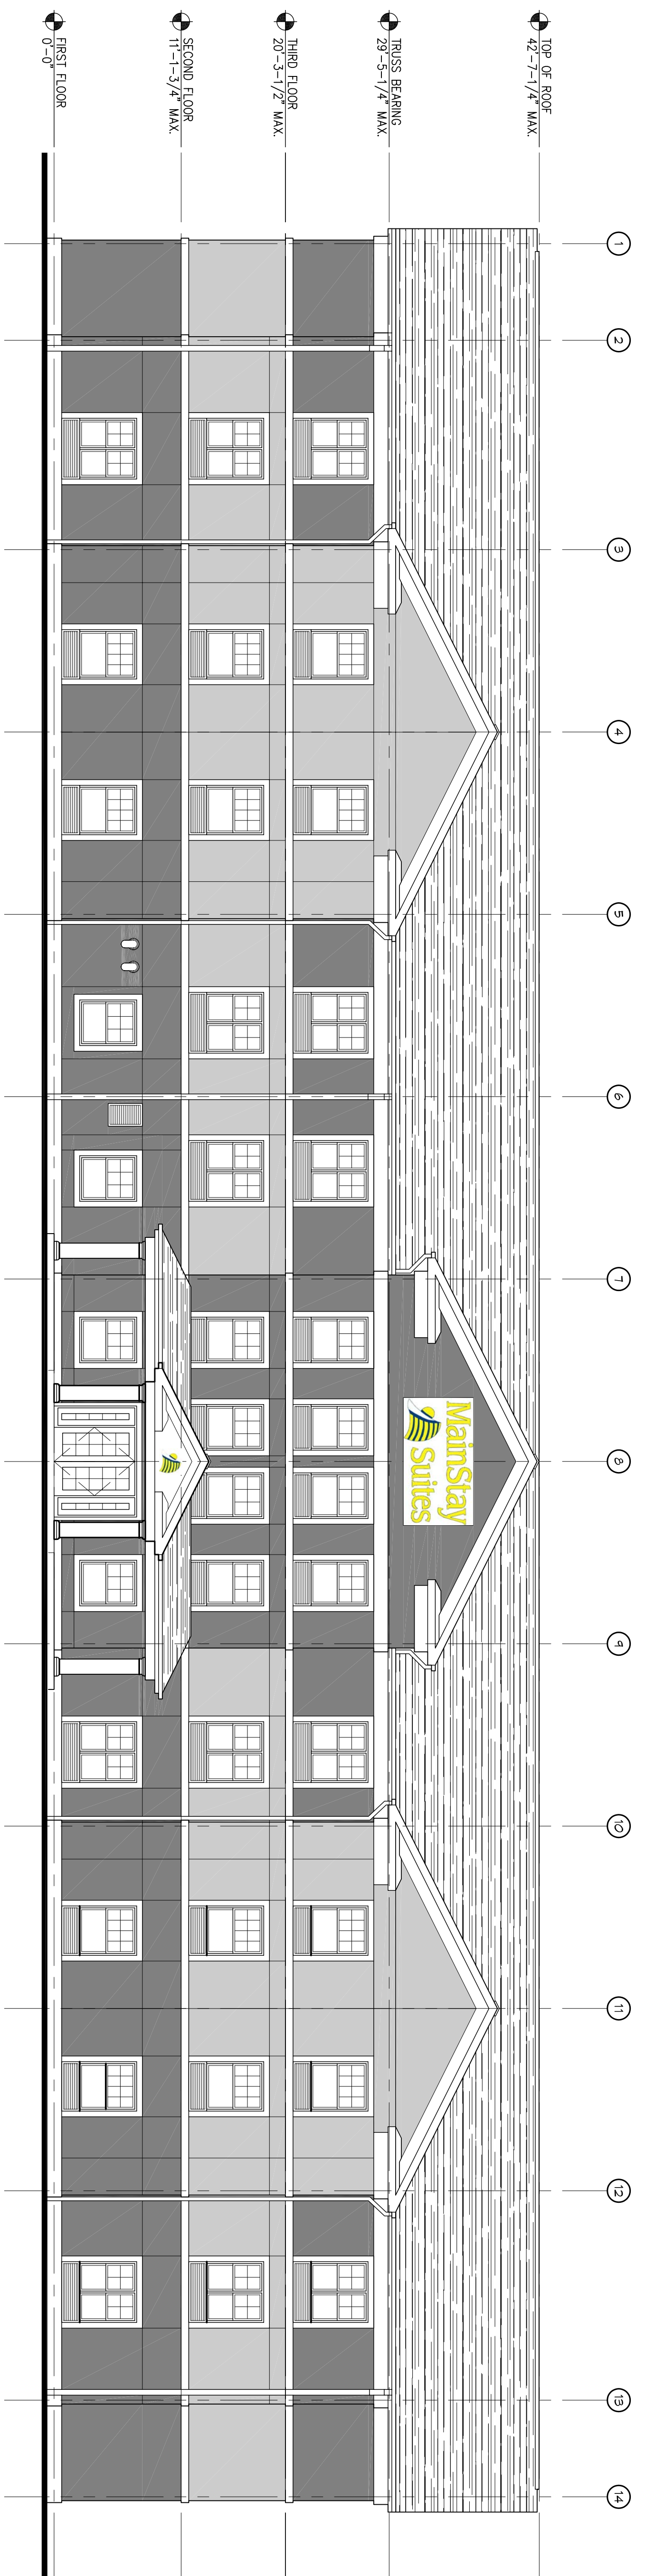 TOP OF ROOF
42'-7-1/4" MAX.
TRUSS BEARING
29'-5-1/4" MAX.
THIRD FLOOR
20'-3-1/2" MAX.
SECOND FLOOR
11'-1-3/4" MAX.
FIRST FLOOR
0'-0"
1
2
3
4
5
6
7
8
9
10
11
12
13
14
MainStay
Suites